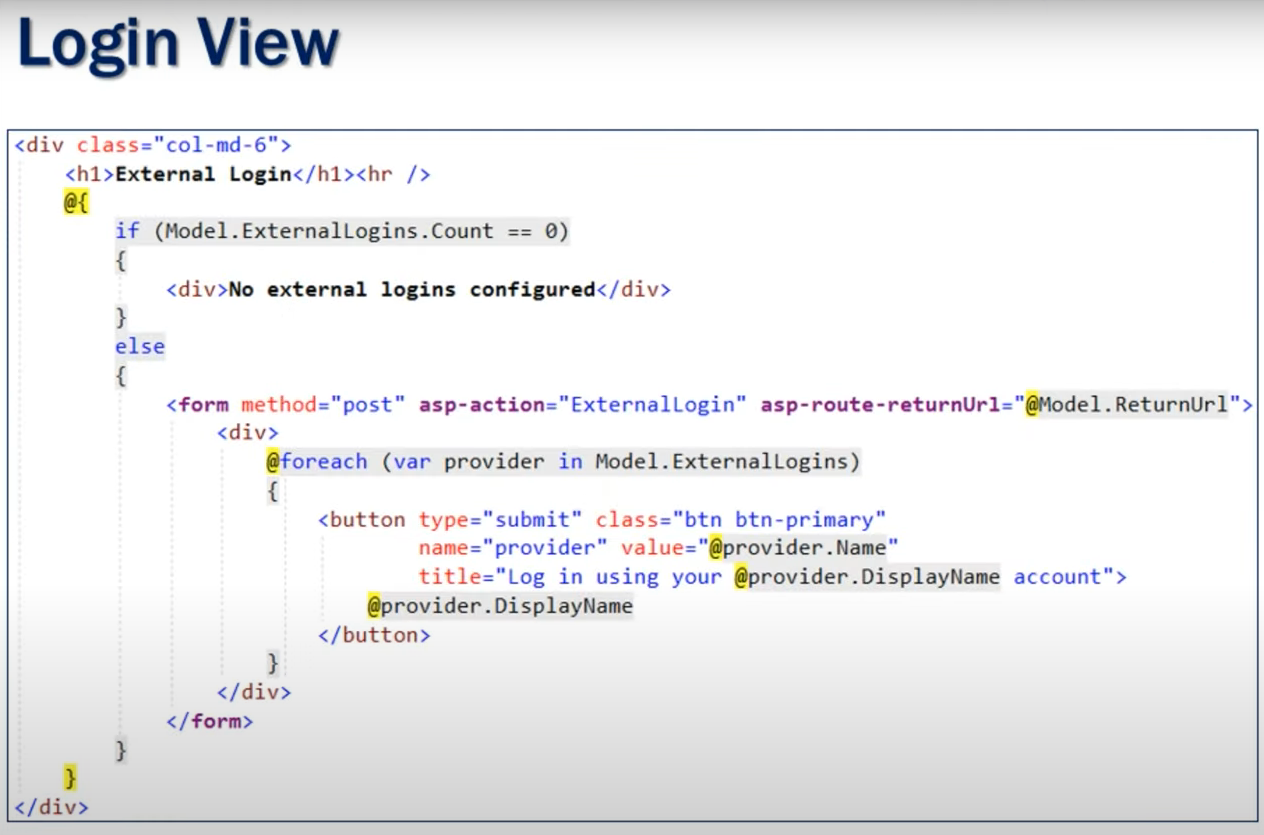 Login View
<div class="col-md-6">
    <h1>External Login</h1><hr />
    @{
        if (Model.ExternalLogins.Count == 0)
        {
            <div>No external logins configured</div>
        }
        else
        {
            <form method="post" asp-action="ExternalLogin" asp-route-returnUrl="@Model.ReturnUrl">
                <div>
                    @foreach (var provider in Model.ExternalLogins)
                    {
                        <button type="submit" class="btn btn-primary"
                                name="provider" value="@provider.Name"
                                title="Log in using your @provider.DisplayName account">
                            @provider.DisplayName
                        </button>
                    }
                </div>
            </form>
        }
    }
</div>